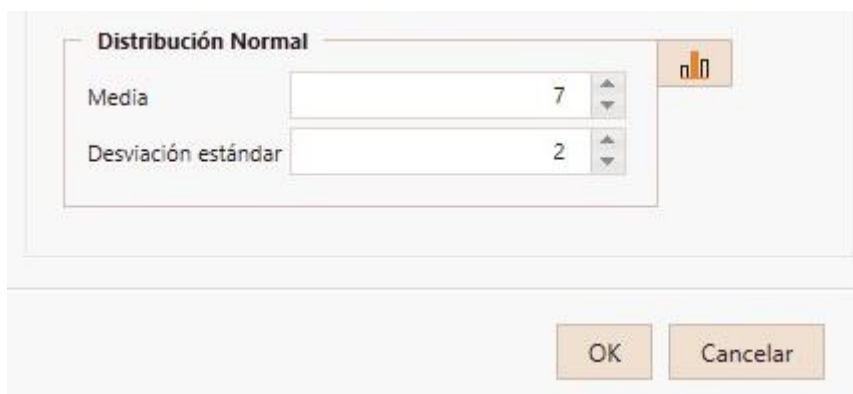 Distribución Normal
Media 7
Desviación estándar 2
OK Cancelar